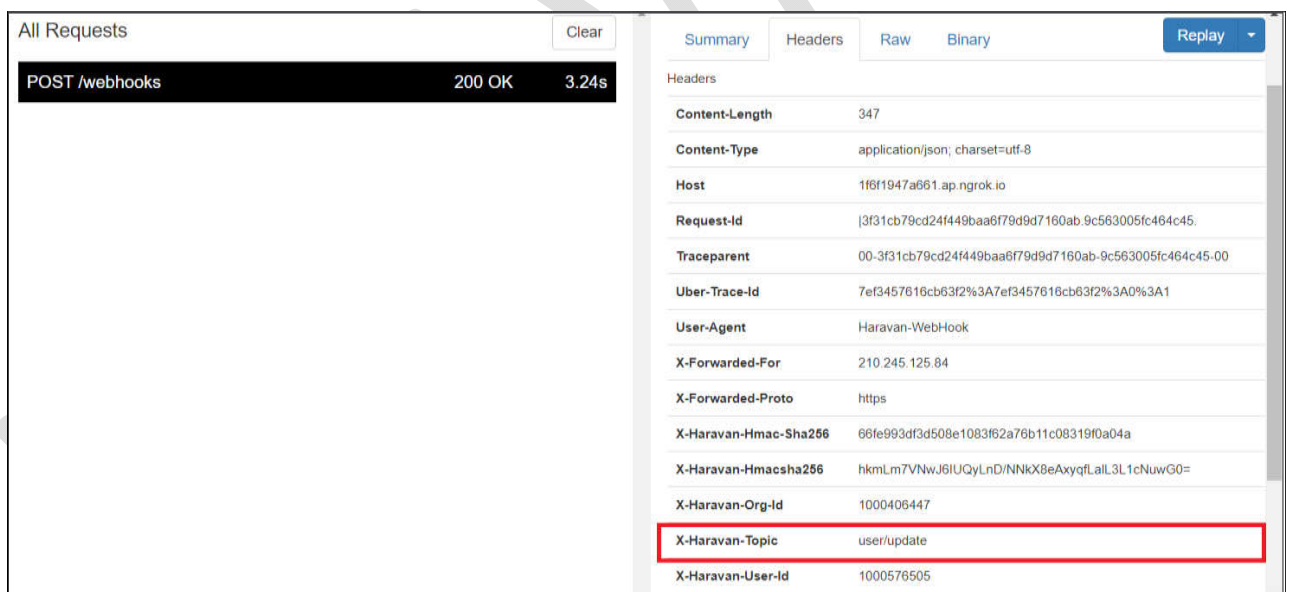 All Requests
Clear
POST /webhooks 200 OK 3.24s
Summary Headers Raw Binary Replay
Headers
Content-Length 347
Content-Type application/json; charset=utf-8
Host 1f6f1947a661.ap.ngrok.io
Request-Id |3f31cb79cd24f449baa6f79d9d7160ab.9c563005fc464c45.
Traceparent 00-3f31cb79cd24f449baa6f79d9d7160ab-9c563005fc464c45-00
Uber-Trace-Id 7ef3457616cb63f2%3A7ef3457616cb63f2%3A0%3A1
User-Agent Haravan-WebHook
X-Forwarded-For 210.245.125.84
X-Forwarded-Proto https
X-Haravan-Hmac-Sha256 66fe993df3d508e1083f62a76b11c08319f0a04a
X-Haravan-Hmacsha256 hkmLm7VNwJ6IUQyLnD/NNkX8eAxyqfLalL3L1cNuwG0=
X-Haravan-Org-Id 1000406447
X-Haravan-Topic user/update
X-Haravan-User-Id 1000576505